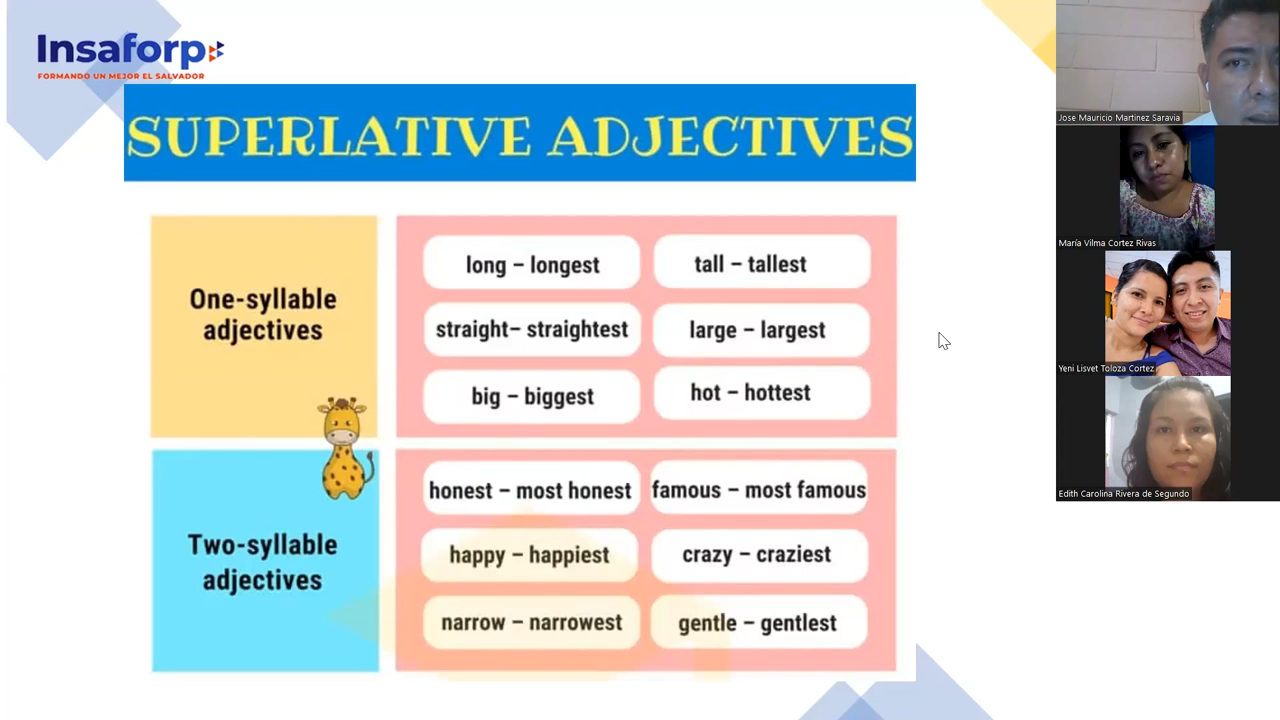 Insaforp
FORMANDO UN MEJOR EL SALVADOR
SUPERLATIVE ADJECTIVES
One-syllable
adjectives
long – longest
tall – tallest
straight– straightest
large – largest
big – biggest
hot – hottest
Two-syllable
adjectives
honest – most honest
famous – most famous
happy – happiest
crazy – craziest
narrow – narrowest
gentle – gentlest
Jose Mauricio Martinez Saravia
María Vilma Cortez Rivas
Yeni Lisvet Toloza Cortez
Edith Carolina Rivera de Segundo